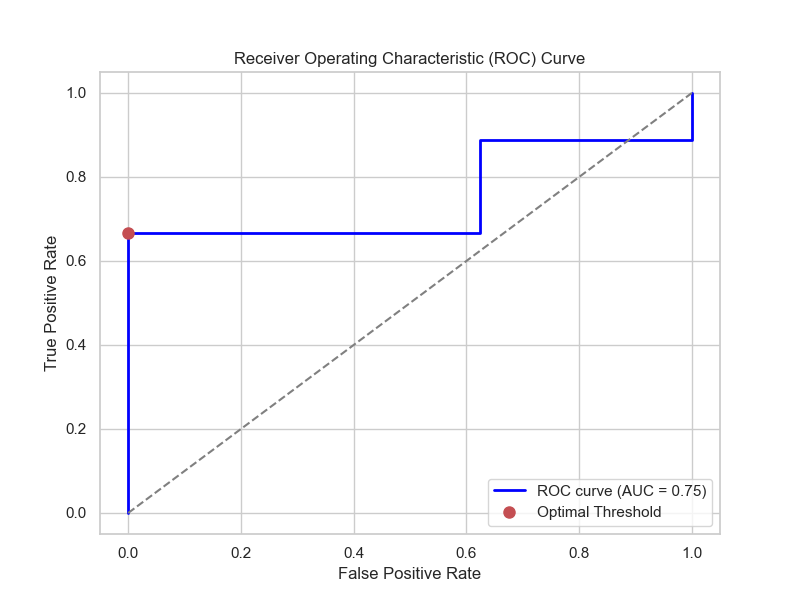 Receiver Operating Characteristic (ROC) Curve
True Positive Rate
1.0
0.8
0.6
0.4
0.2
0.0
ROC curve (AUC = 0.75)
Optimal Threshold
0.0 0.2 0.4 0.6 0.8 1.0
False Positive Rate